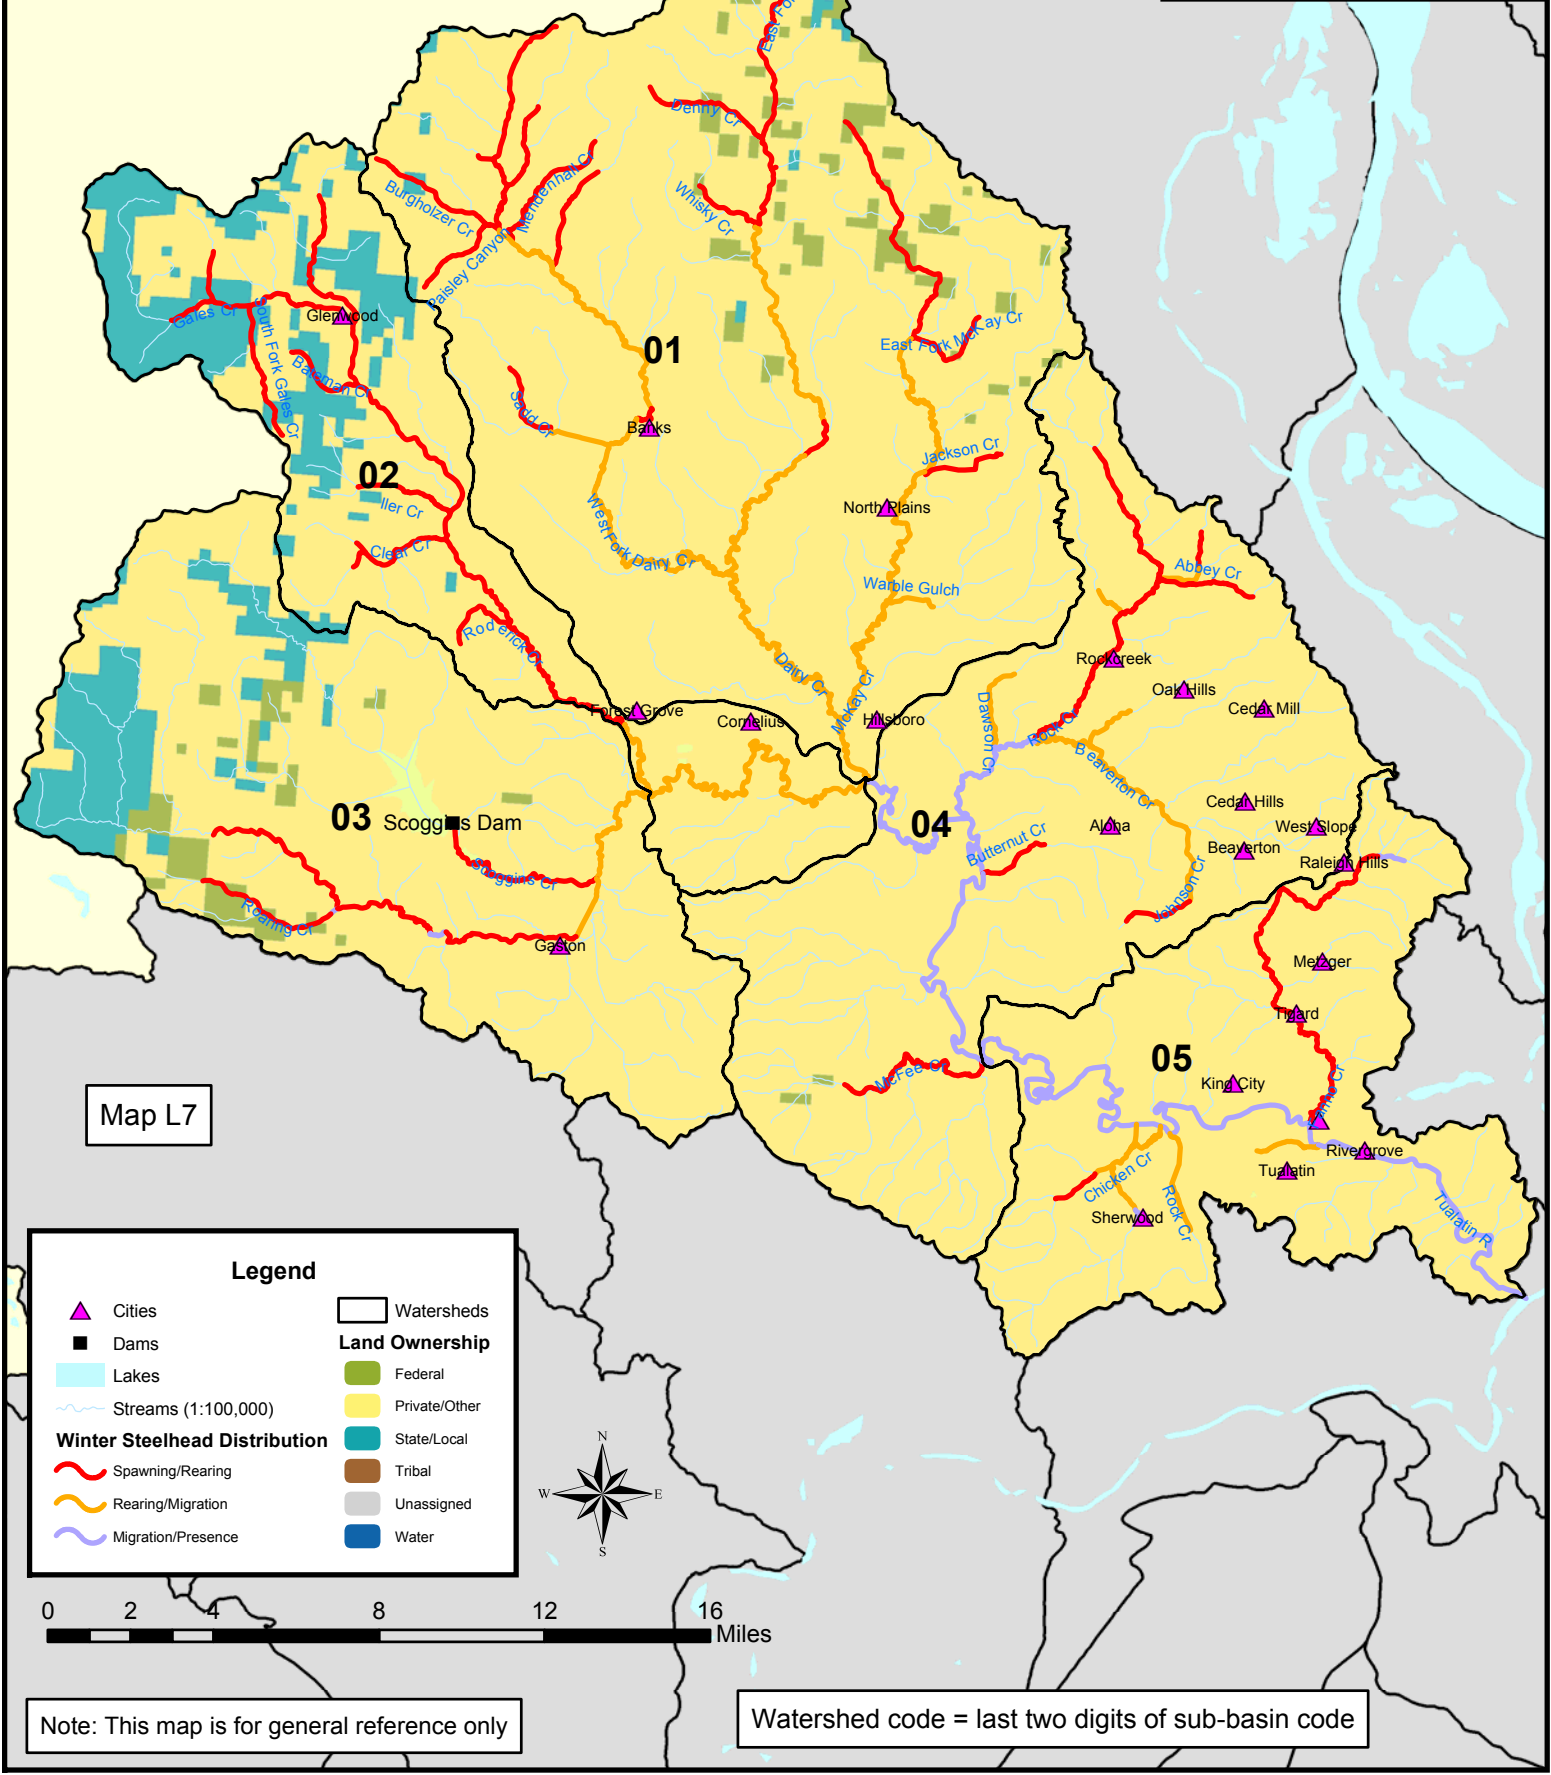 East For
Denny Cr
Mendenhall Cr
Burgholzer Cr
Whisky Cr
Paisley Canyon
Gales Cr
South Fork Gales Cr
Glenwood
East Fork McKay Cr
01
Bateman Cr
Sadd Cr
Banks
Jackson Cr
02
North Plains
ller Cr
West Fork Dairy Cr
Clear Cr
Abbey Cr
Warble Gulch
Roderick Cr
Rockcreek
Dairy Cr
McKay Cr
Oak Hills
Cedar Mill
Forest Grove
Cornelius
Hillsboro
Dawson Cr
Rock Cr
Beaverton Cr
03
Scoggins Dam
04
Cedar Hills
Aloha
West Slope
Butternut Cr
Beaverton
Raleigh Hills
Scoggins Cr
Johnson Cr
Roaring Cr
Gaston
Metzger
Tigard
McFee Cr
05
King City
Map L7
Rivergrove
Chicken Cr
Tualatin
Sherwood
Rock Cr
Tualatin R
Legend
Cities
Dams
Lakes
Streams (1:100,000)
Winter Steelhead Distribution
Spawning/Rearing
Rearing/Migration
Migration/Presence
Watersheds
Land Ownership
Federal
Private/Other
State/Local
Tribal
Unassigned
Water
N
W
E
S
0 2 4 8 12 16
Miles
Note: This map is for general reference only
Watershed code = last two digits of sub-basin code